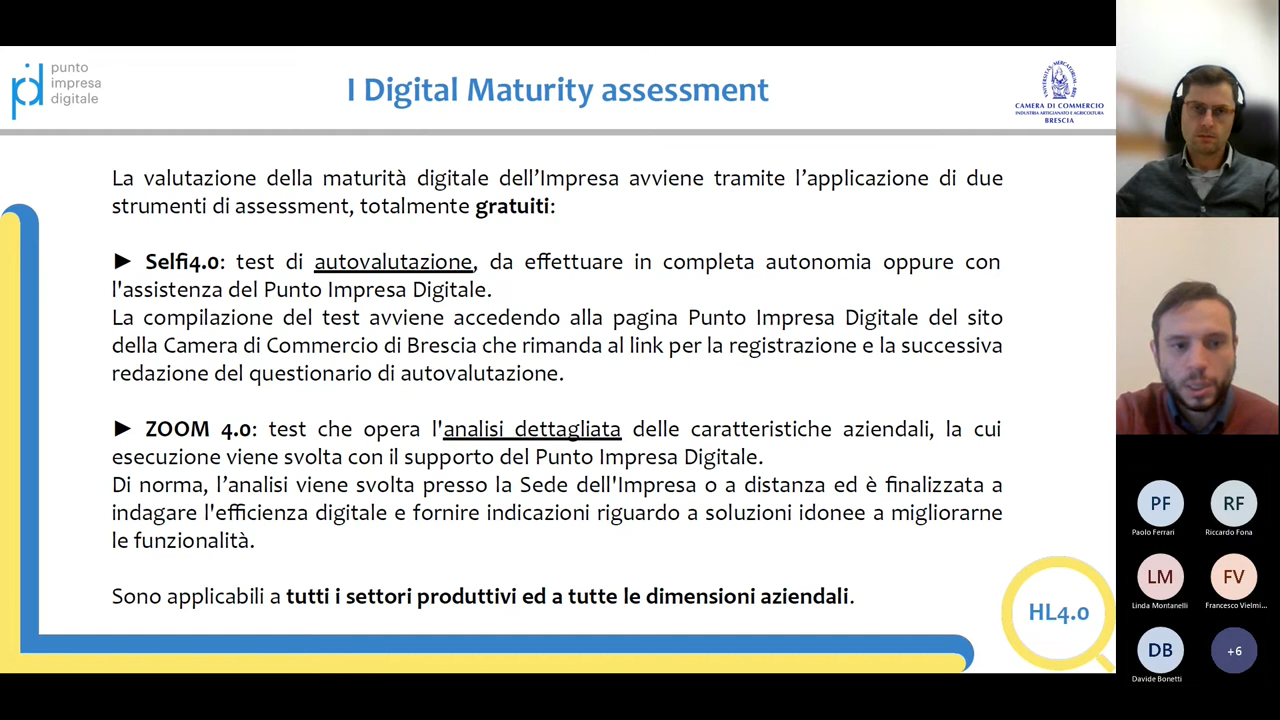 punto
impresa
digitale
I Digital Maturity assessment
CAMERA DI COMMERCIO
INDUSTRIA ARTIGIANATO E AGRICOLTURA
BRESCIA
La valutazione della maturità digitale dell’Impresa avviene tramite l’applicazione di due
strumenti di assessment, totalmente gratuiti:
► Selfi4.0: test di autovalutazione, da effettuare in completa autonomia oppure con
l'assistenza del Punto Impresa Digitale.
La compilazione del test avviene accedendo alla pagina Punto Impresa Digitale del sito
della Camera di Commercio di Brescia che rimanda al link per la registrazione e la successiva
redazione del questionario di autovalutazione.
► ZOOM 4.0: test che opera l'analisi dettagliata delle caratteristiche aziendali, la cui
esecuzione viene svolta con il supporto del Punto Impresa Digitale.
Di norma, l’analisi viene svolta presso la Sede dell'Impresa o a distanza ed è finalizzata a
indagare l'efficienza digitale e fornire indicazioni riguardo a soluzioni idonee a migliorarne
le funzionalità.
Sono applicabili a tutti i settori produttivi ed a tutte le dimensioni aziendali.
HL4.0
PF
RF
Paolo Ferrari
Riccardo Fona
LM
FV
Linda Montanelli
Francesco Vielmi...
DB
+6
Davide Bonetti